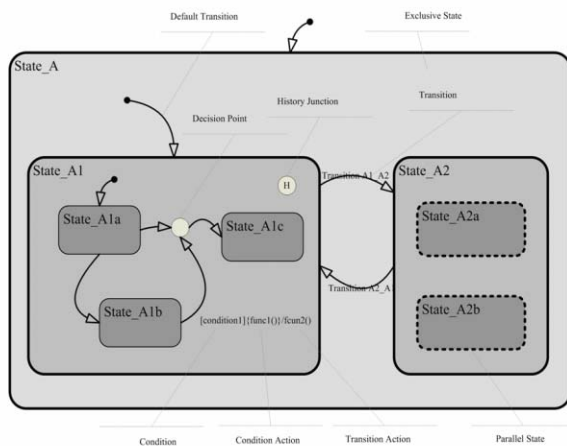 Default Transition
Exclusive State
State_A
History Junction
Transition
Decision Point
State_A1
H
Transition A1_A2
State_A2
State_A1a
State_A1c
State_A2a
Transition A2_A1
State_A1b
[condition1]{func1()}/fcun2()
State_A2b
Condition
Condition Action
Transition Action
Parallel State